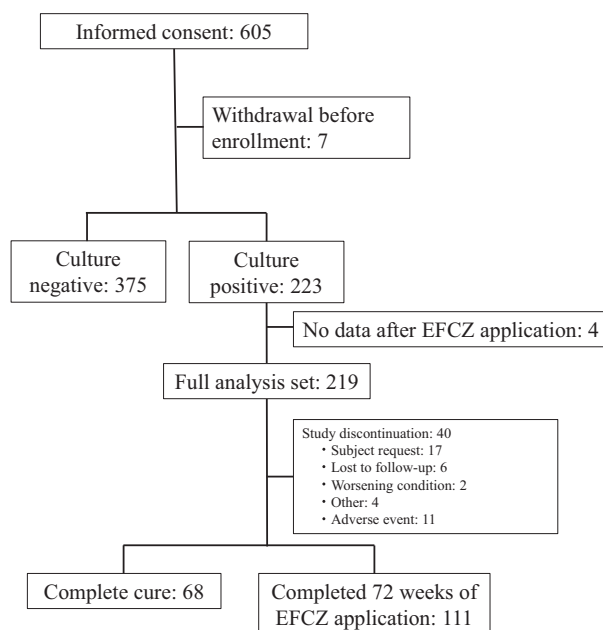 Informed consent: 605
Withdrawal before
enrollment: 7
Culture
negative: 375
Culture
positive: 223
No data after EFCZ application: 4
Full analysis set: 219
Study discontinuation: 40
・Subject request: 17
・Lost to follow-up: 6
・Worsening condition: 2
・Other: 4
・Adverse event: 11
Complete cure: 68
Completed 72 weeks of
EFCZ application: 111